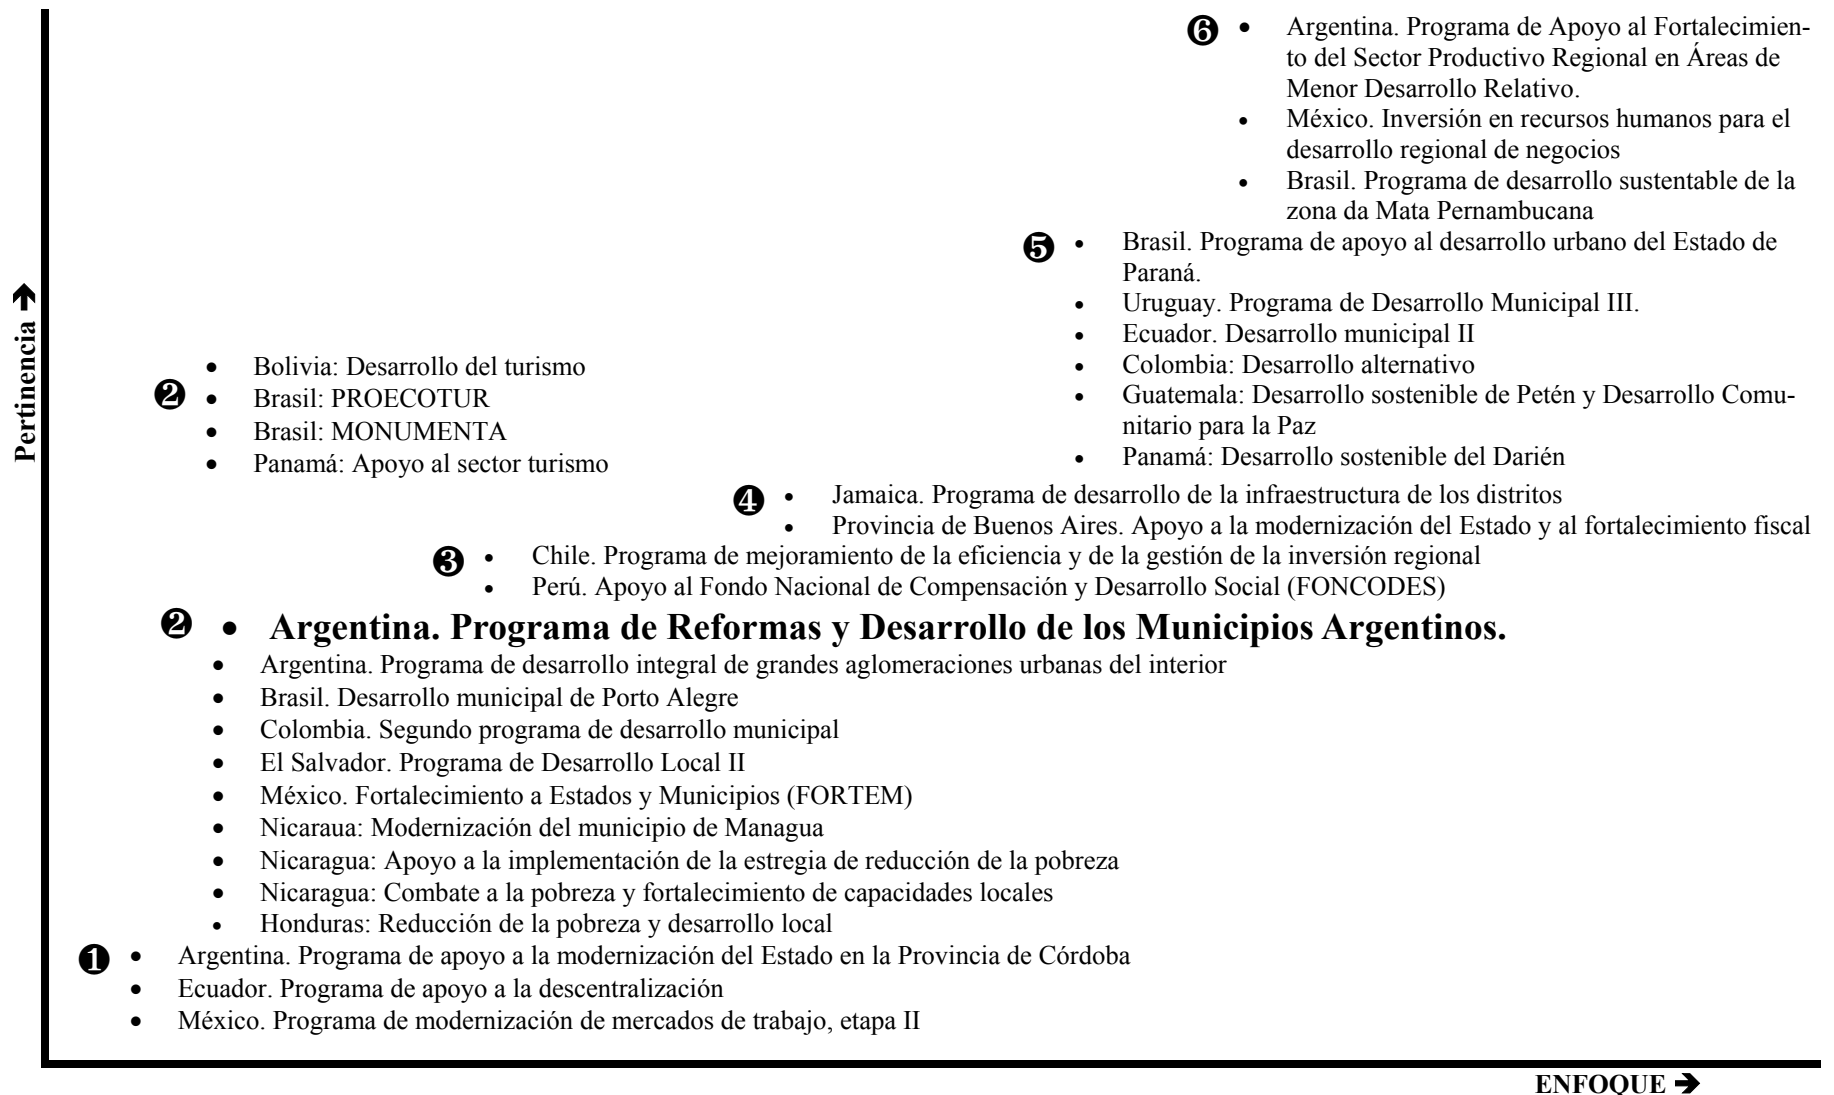 ❻ • Argentina. Programa de Apoyo al Fortalecimien-
to del Sector Productivo Regional en Áreas de
Menor Desarrollo Relativo.
• México. Inversión en recursos humanos para el
desarrollo regional de negocios
• Brasil. Programa de desarrollo sustentable de la
zona da Mata Pernambucana
❺ • Brasil. Programa de apoyo al desarrollo urbano del Estado de
Paraná.
• Uruguay. Programa de Desarrollo Municipal III.
• Ecuador. Desarrollo municipal II
• Colombia: Desarrollo alternativo
• Guatemala: Desarrollo sostenible de Petén y Desarrollo Comu-
nitario para la Paz
• Panamá: Desarrollo sostenible del Darién
Pertinencia ➔
• Bolivia: Desarrollo del turismo
❷ • Brasil: PROECOTUR
• Brasil: MONUMENTA
• Panamá: Apoyo al sector turismo
❹ • Jamaica. Programa de desarrollo de la infraestructura de los distritos
• Provincia de Buenos Aires. Apoyo a la modernización del Estado y al fortalecimiento fiscal
❸ • Chile. Programa de mejoramiento de la eficiencia y de la gestión de la inversión regional
• Perú. Apoyo al Fondo Nacional de Compensación y Desarrollo Social (FONCODES)
❷ • Argentina. Programa de Reformas y Desarrollo de los Municipios Argentinos.
• Argentina. Programa de desarrollo integral de grandes aglomeraciones urbanas del interior
• Brasil. Desarrollo municipal de Porto Alegre
• Colombia. Segundo programa de desarrollo municipal
• El Salvador. Programa de Desarrollo Local II
• México. Fortalecimiento a Estados y Municipios (FORTEM)
• Nicaraua: Modernización del municipio de Managua
• Nicaragua: Apoyo a la implementación de la estregia de reducción de la pobreza
• Nicaragua: Combate a la pobreza y fortalecimiento de capacidades locales
• Honduras: Reducción de la pobreza y desarrollo local
❶ • Argentina. Programa de apoyo a la modernización del Estado en la Provincia de Córdoba
• Ecuador. Programa de apoyo a la descentralización
• México. Programa de modernización de mercados de trabajo, etapa II
ENFOQUE ➔